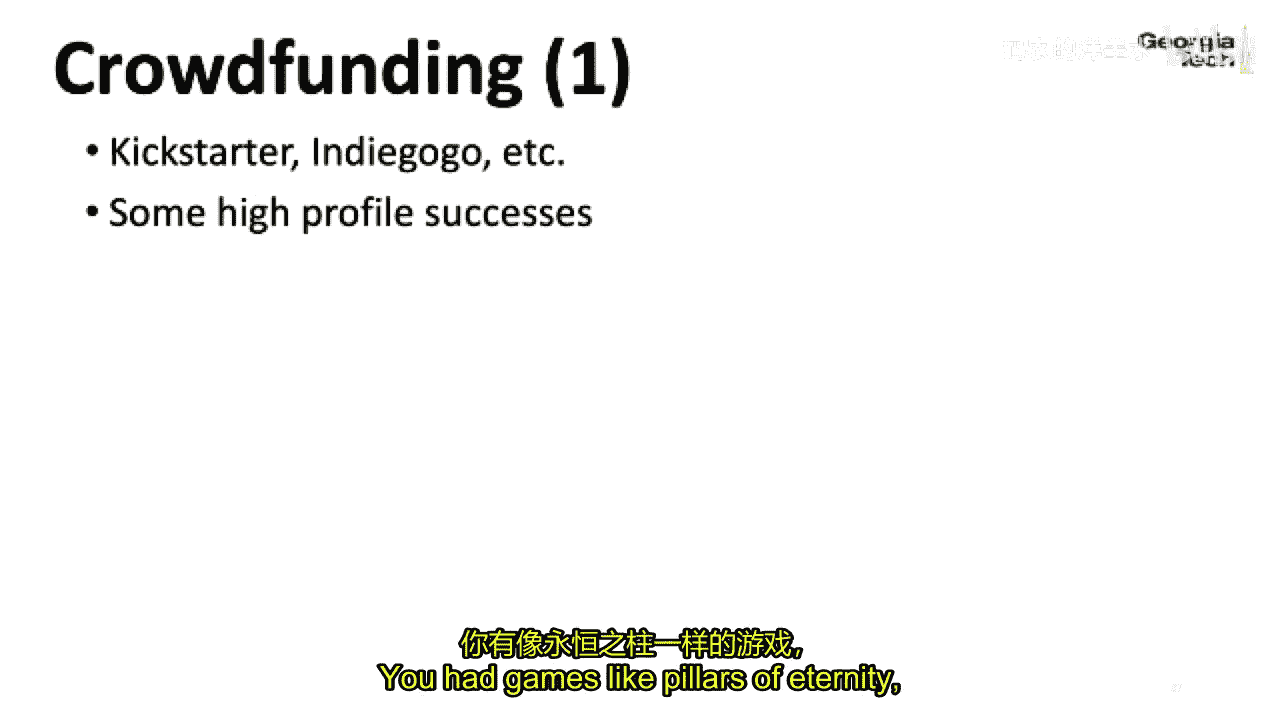 Crowdfunding (1)
Georgia
Tech
• Kickstarter, Indiegogo, etc.
• Some high profile successes
你有像永恒之柱一样的游戏,
You had games like pillars of eternity,